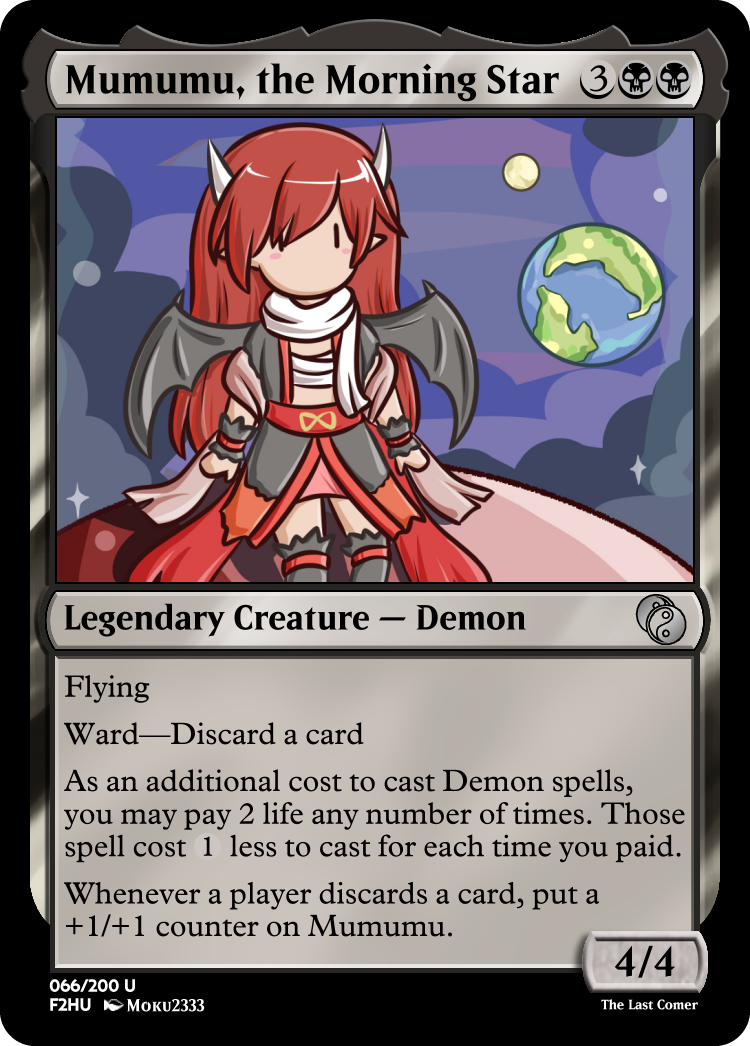 Mumumu, the Morning Star 3
Legendary Creature — Demon
Flying
Ward—Discard a card
As an additional cost to cast Demon spells,
you may pay 2 life any number of times. Those
spell cost 1 less to cast for each time you paid.
Whenever a player discards a card, put a
+1/+1 counter on Mumumu.
4/4
066/200 U
F2HU Moku2333
The Last Comer